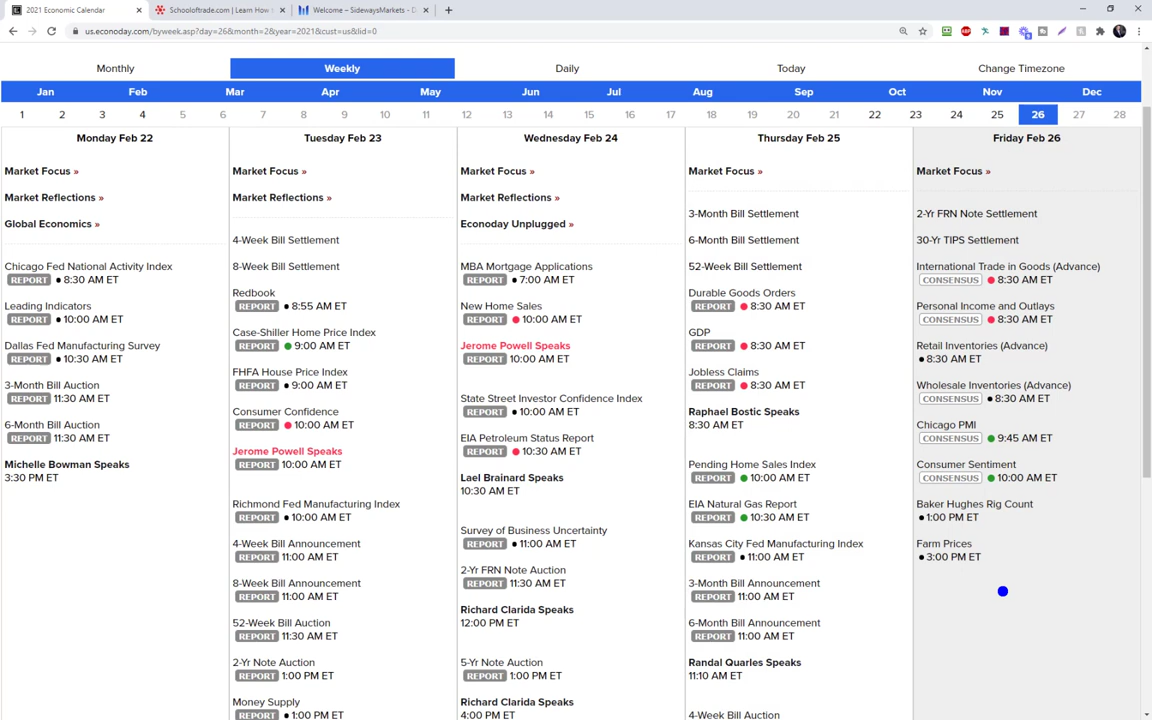 2021 Economic Calendar
Schooloftrade.com | Learn How t
Welcome – SidewaysMarkets - D
us.econoday.com/byweek.asp?day=26&month=2&year=2021&cust=us&lid=0
Monthly Weekly Daily Today Change Timezone
Jan Feb Mar Apr May Jun Jul Aug Sep Oct Nov Dec
1 2 3 4 5 6 7 8 9 10 11 12 13 14 15 16 17 18 19 20 21 22 23 24 25 26 27 28
Monday Feb 22
Market Focus »
Market Reflections »
Global Economics »
Chicago Fed National Activity Index
REPORT • 8:30 AM ET
Leading Indicators
REPORT • 10:00 AM ET
Dallas Fed Manufacturing Survey
REPORT • 10:30 AM ET
3-Month Bill Auction
REPORT 11:30 AM ET
6-Month Bill Auction
REPORT 11:30 AM ET
Michelle Bowman Speaks
3:30 PM ET
Tuesday Feb 23
Market Focus »
Market Reflections »
4-Week Bill Settlement
8-Week Bill Settlement
Redbook
REPORT • 8:55 AM ET
Case-Shiller Home Price Index
REPORT 9:00 AM ET
FHFA House Price Index
REPORT • 9:00 AM ET
Consumer Confidence
REPORT 10:00 AM ET
Jerome Powell Speaks
REPORT 10:00 AM ET
Richmond Fed Manufacturing Index
REPORT • 10:00 AM ET
4-Week Bill Announcement
REPORT 11:00 AM ET
8-Week Bill Announcement
REPORT 11:00 AM ET
52-Week Bill Auction
REPORT 11:30 AM ET
2-Yr Note Auction
REPORT 1:00 PM ET
Money Supply
REPORT • 1:00 PM ET
Wednesday Feb 24
Market Focus »
Market Reflections »
Econoday Unplugged »
MBA Mortgage Applications
REPORT • 7:00 AM ET
New Home Sales
REPORT 10:00 AM ET
Jerome Powell Speaks
REPORT 10:00 AM ET
State Street Investor Confidence Index
REPORT • 10:00 AM ET
EIA Petroleum Status Report
REPORT 10:30 AM ET
Lael Brainard Speaks
10:30 AM ET
Survey of Business Uncertainty
REPORT • 11:00 AM ET
2-Yr FRN Note Auction
REPORT 11:30 AM ET
Richard Clarida Speaks
12:00 PM ET
5-Yr Note Auction
REPORT 1:00 PM ET
Richard Clarida Speaks
4:00 PM ET
Thursday Feb 25
Market Focus »
3-Month Bill Settlement
6-Month Bill Settlement
52-Week Bill Settlement
Durable Goods Orders
REPORT 8:30 AM ET
GDP
REPORT 8:30 AM ET
Jobless Claims
REPORT 8:30 AM ET
Raphael Bostic Speaks
8:30 AM ET
Pending Home Sales Index
REPORT 10:00 AM ET
EIA Natural Gas Report
REPORT 10:30 AM ET
Kansas City Fed Manufacturing Index
REPORT • 11:00 AM ET
3-Month Bill Announcement
REPORT 11:00 AM ET
6-Month Bill Announcement
REPORT 11:00 AM ET
Randal Quarles Speaks
11:10 AM ET
4-Week Bill Auction
Friday Feb 26
Market Focus »
2-Yr FRN Note Settlement
30-Yr TIPS Settlement
International Trade in Goods (Advance)
CONSENSUS 8:30 AM ET
Personal Income and Outlays
CONSENSUS 8:30 AM ET
Retail Inventories (Advance)
• 8:30 AM ET
Wholesale Inventories (Advance)
CONSENSUS • 8:30 AM ET
Chicago PMI
CONSENSUS 9:45 AM ET
Consumer Sentiment
CONSENSUS 10:00 AM ET
Baker Hughes Rig Count
• 1:00 PM ET
Farm Prices
• 3:00 PM ET